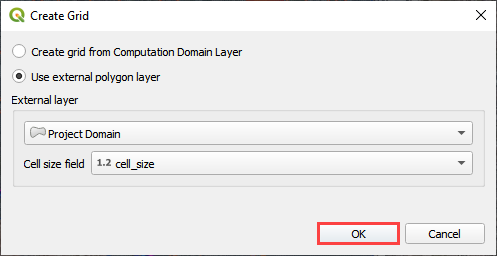 Create Grid
Create grid from Computation Domain Layer
Use external polygon layer
External layer
Project Domain
Cell size field 1.2 cell_size
OK Cancel